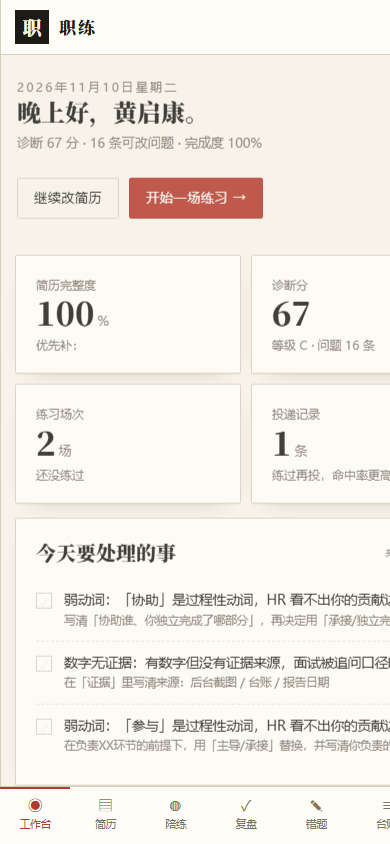 职 职练
2026年11月10日星期二
晚上好，黄启康。
诊断 67 分 · 16 条可改问题 · 完成度 100%
继续改简历 开始一场练习 →
简历完整度 诊断分
100% 67
优先补： 等级 C · 问题 16 条
练习场次 投递记录
2 场 1 条
还没练过 练过再投，命中率更高
今天要处理的事
弱动词：「协助」是过程性动词，HR 看不出你的贡献
写清「协助谁、你独立完成了哪部分」，再决定用「承接/独立完
数字无证据：有数字但没有证据来源，面试被追问口径
在「证据」里写清来源：后台截图 / 台账 / 报告日期
弱动词：「参与」是过程性动词，HR 看不出你的贡献
在负责XX环节的前提下，用「主导/承接」替换，并写清你负责的
工作台 简历 陪练 复盘 错题 台